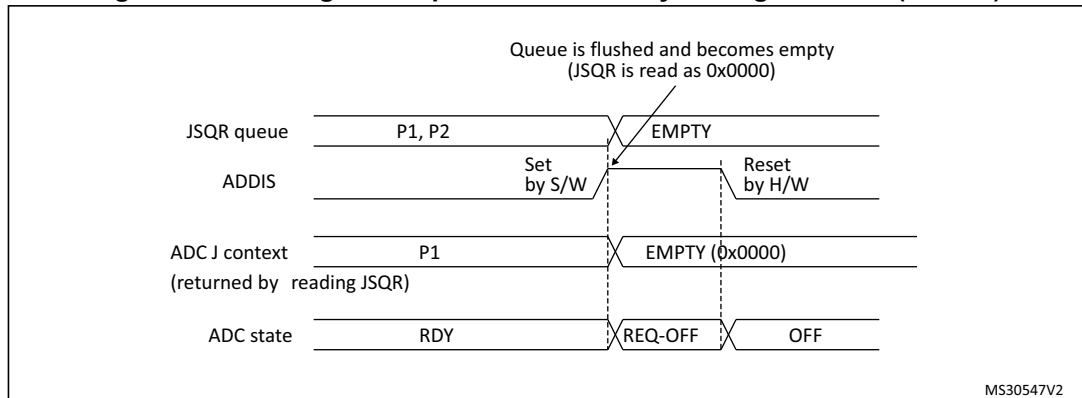 Queue is flushed and becomes empty
(JSQR is read as 0x0000)
JSQR queue P1, P2 EMPTY
Set Reset
ADDIS by S/W by H/W
ADC J context P1 EMPTY (0x0000)
(returned by reading JSQR)
ADC state RDY REQ-OFF OFF
MS30547V2